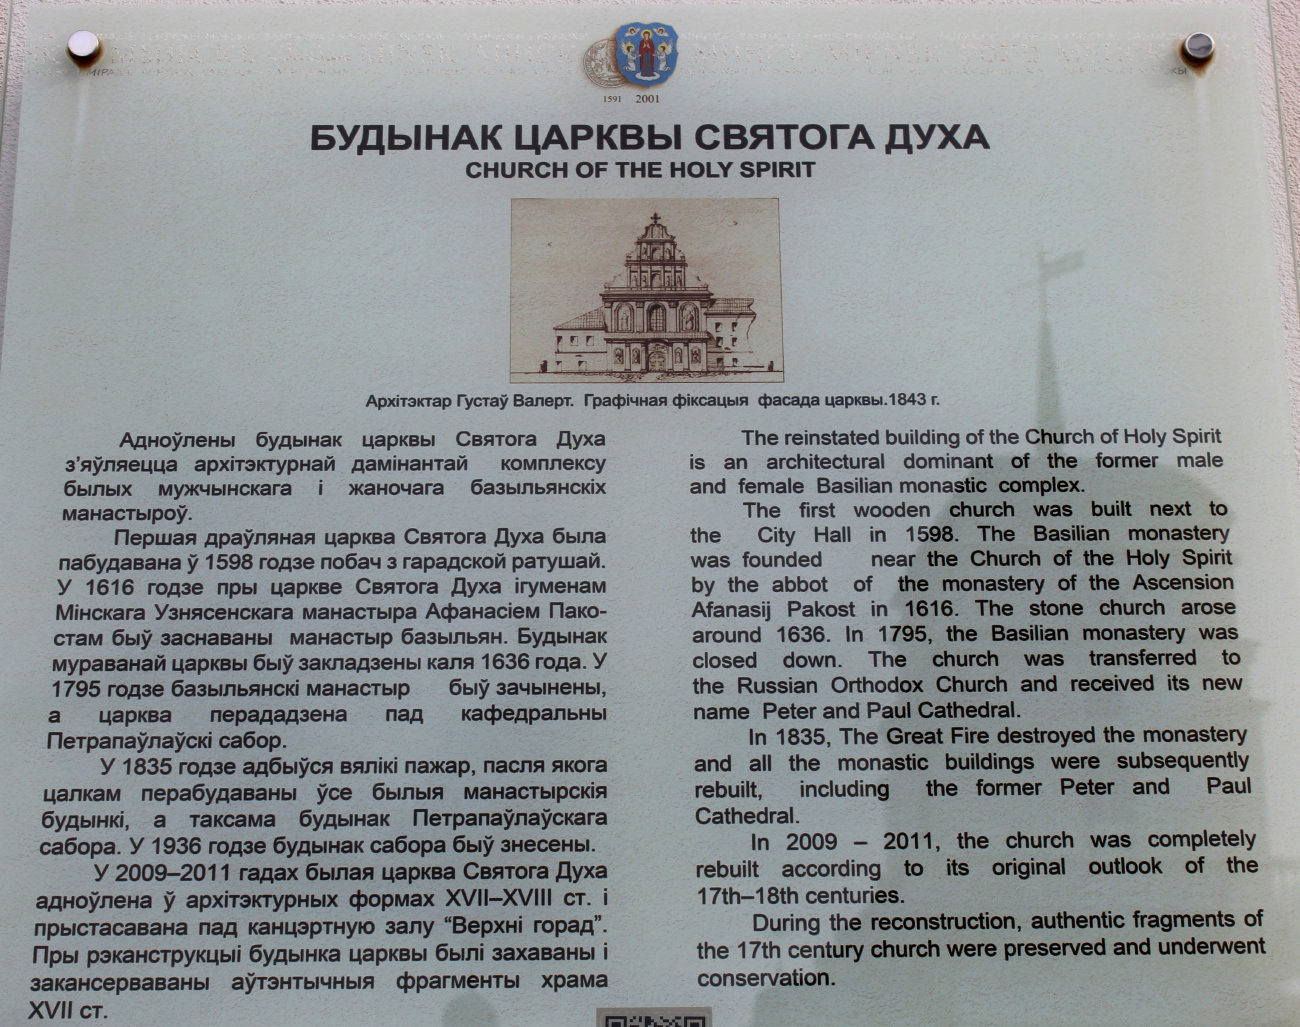 1591 2001
БУДЫНАК ЦАРКВЫ СВЯТОГА ДУХА
CHURCH OF THE HOLY SPIRIT
Архітэктар Густаў Валерт. Графічная фіксацыя фасада царквы.1843 г.
Адноўлены будынак царквы Святога Духа
з'яўляецца архітэктурнай дамінантай комплексу
былых мужчынскага і жаночага базыльянскіх
манастыроў.
Першая драўляная царква Святога Духа была
пабудавана ў 1598 годзе побач з гарадской ратушай.
У 1616 годзе пры царкве Святога Духа ігуменам
Мінскага Узнясенскага манастыра Афанасіем Пако-
стам быў заснаваны манастыр базыльян. Будынак
мураванай царквы быў закладзены каля 1636 года. У
1795 годзе базыльянскі манастыр быў зачынены,
а царква перададзена пад кафедральны
Петрапаўлаўскі сабор.
У 1835 годзе адбыўся вялікі пажар, пасля якога
цалкам перабудаваны ўсе былыя манастырскія
будынкі, а таксама будынак Петрапаўлаўскага
сабора. У 1936 годзе будынак сабора быў знесены.
У 2009–2011 гадах былая царква Святога Духа
адноўлена ў архітэктурных формах XVII–XVIII ст. і
прыстасавана пад канцэртную залу “Верхні горад”.
Пры рэканструкцыі будынка царквы былі захаваны і
закансерваваны аўтэнтычныя фрагменты храма
XVII ст.
The reinstated building of the Church of Holy Spirit
is an architectural dominant of the former male
and female Basilian monastic complex.
The first wooden church was built next to
the City Hall in 1598. The Basilian monastery
was founded near the Church of the Holy Spirit
by the abbot of the monastery of the Ascension
Afanasij Pakost in 1616. The stone church arose
around 1636. In 1795, the Basilian monastery was
closed down. The church was transferred to
the Russian Orthodox Church and received its new
name Peter and Paul Cathedral.
In 1835, The Great Fire destroyed the monastery
and all the monastic buildings were subsequently
rebuilt, including the former Peter and Paul
Cathedral.
In 2009 – 2011, the church was completely
rebuilt according to its original outlook of the
17th–18th centuries.
During the reconstruction, authentic fragments of
the 17th century church were preserved and underwent
conservation.